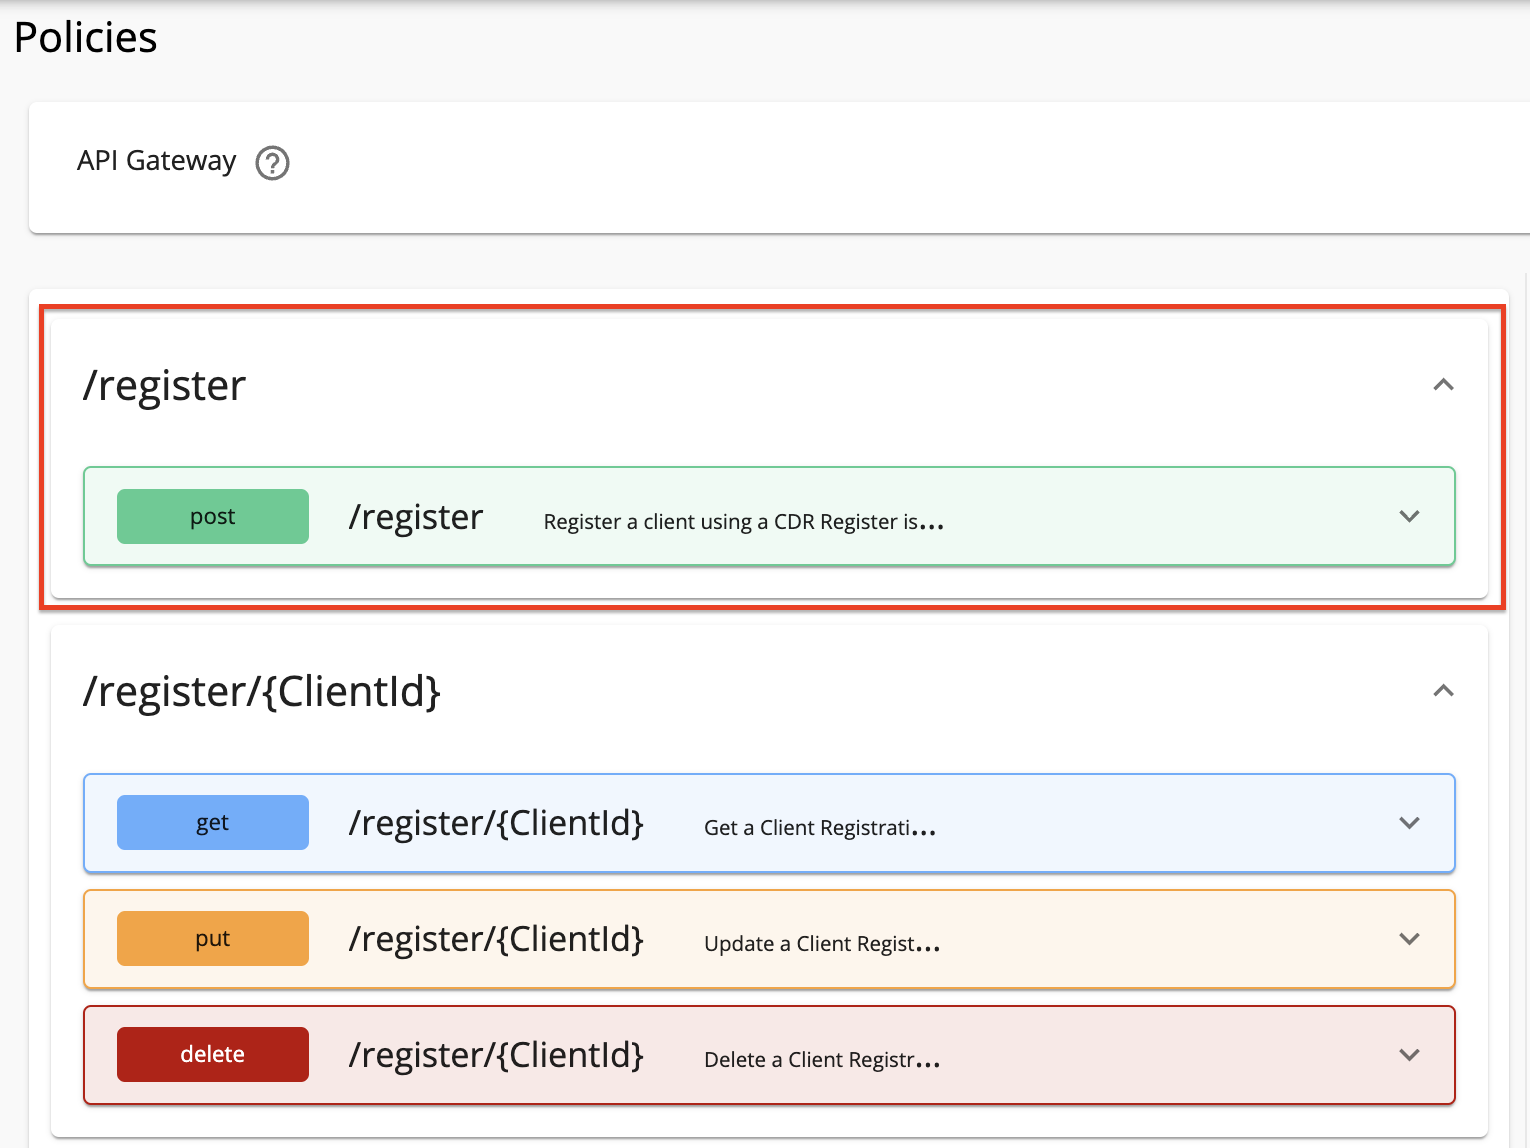 Policies
API Gateway ?
/register
post /register Register a client using a CDR Register is...
/register/{ClientId}
get /register/{ClientId} Get a Client Registrati...
put /register/{ClientId} Update a Client Regist...
delete /register/{ClientId} Delete a Client Registr...